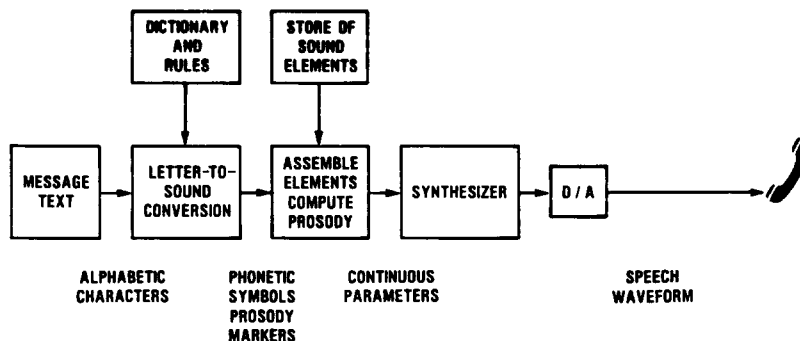 DICTIONARY
AND
RULES
STORE OF
SOUND
ELEMENTS
MESSAGE
TEXT
LETTER-TO-
SOUND
CONVERSION
ASSEMBLE
ELEMENTS
COMPUTE
PROSODY
SYNTHESIZER
D/A
ALPHABETIC
CHARACTERS
PHONETIC
SYMBOLS
PROSODY
MARKERS
CONTINUOUS
PARAMETERS
SPEECH
WAVEFORM